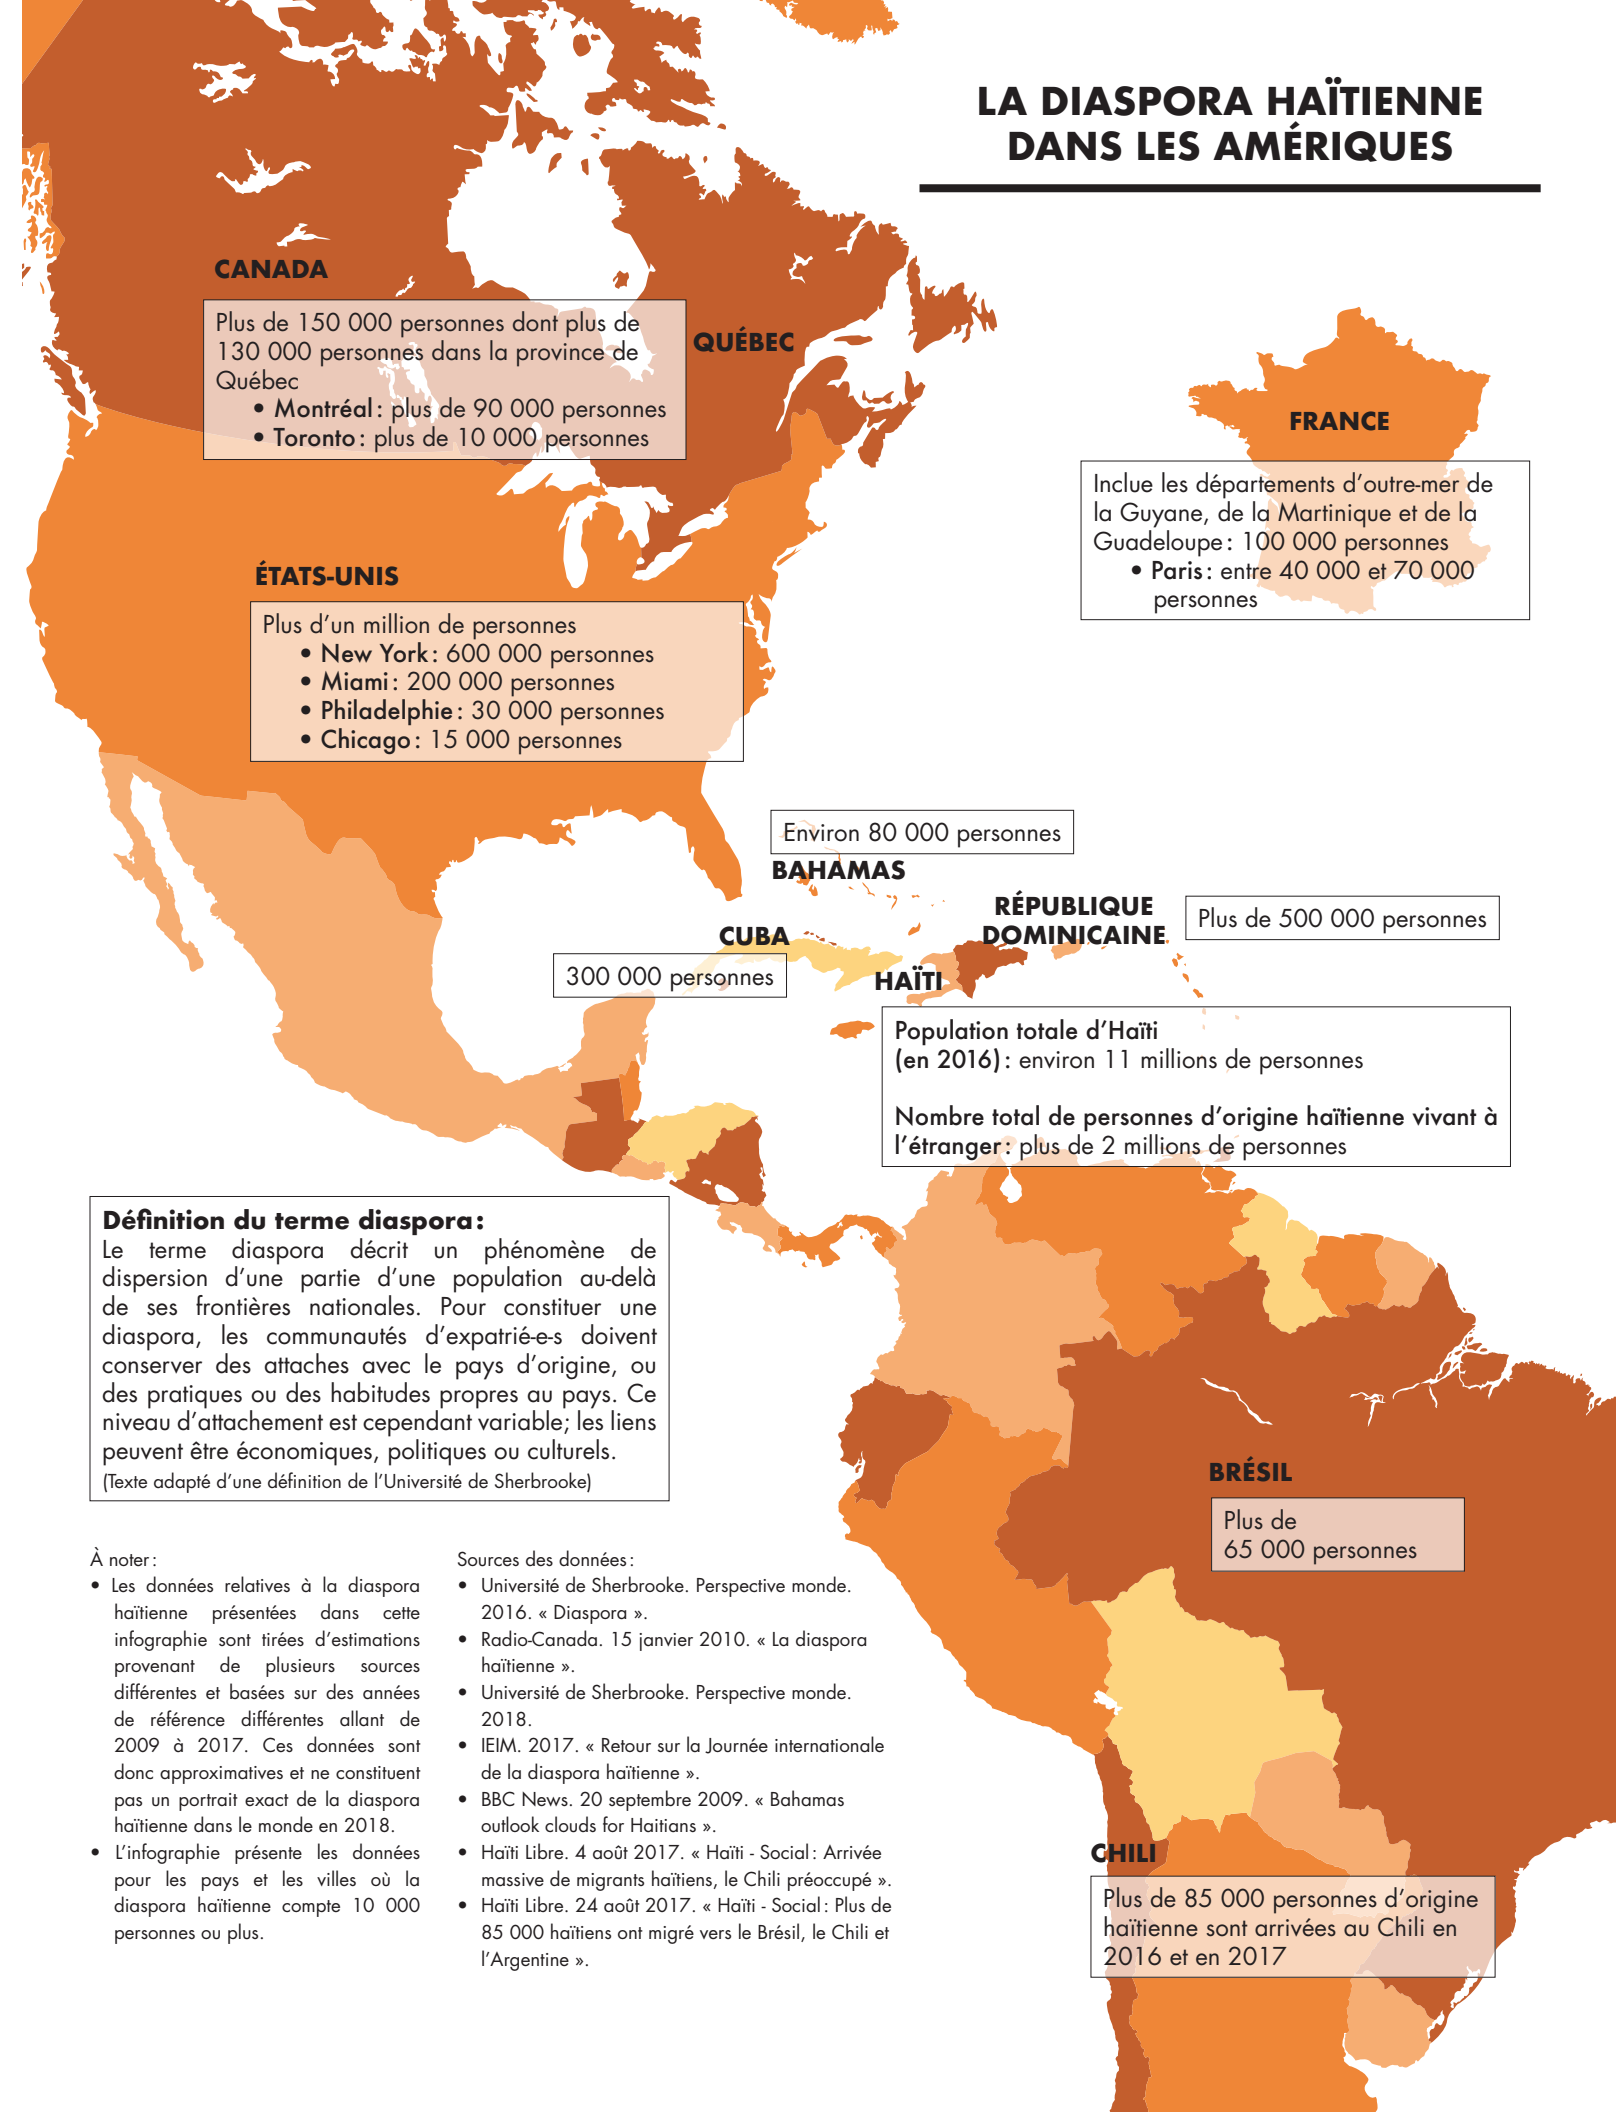 LA DIASPORA HAÏTIENNE
DANS LES AMÉRIQUES
CANADA
Plus de 150 000 personnes dont plus de
130 000 personnes dans la province de
Québec
• Montréal : plus de 90 000 personnes
• Toronto : plus de 10 000 personnes
QUÉBEC
FRANCE
Inclue les départements d’outre-mer de
la Guyane, de la Martinique et de la
Guadeloupe : 100 000 personnes
• Paris : entre 40 000 et 70 000
personnes
ÉTATS-UNIS
Plus d’un million de personnes
• New York : 600 000 personnes
• Miami : 200 000 personnes
• Philadelphie : 30 000 personnes
• Chicago : 15 000 personnes
Environ 80 000 personnes
BAHAMAS
RÉPUBLIQUE
DOMINICAINE
Plus de 500 000 personnes
CUBA
300 000 personnes
HAÏTI
Population totale d’Haïti
(en 2016) : environ 11 millions de personnes
Nombre total de personnes d’origine haïtienne vivant à
l’étranger : plus de 2 millions de personnes
Définition du terme diaspora :
Le terme diaspora décrit un phénomène de
dispersion d’une partie d’une population au-delà
de ses frontières nationales. Pour constituer une
diaspora, les communautés d’expatrié-e-s doivent
conserver des attaches avec le pays d’origine, ou
des pratiques ou des habitudes propres au pays. Ce
niveau d’attachement est cependant variable; les liens
peuvent être économiques, politiques ou culturels.
(Texte adapté d’une définition de l’Université de Sherbrooke)
BRÉSIL
Plus de
65 000 personnes
À noter :
• Les données relatives à la diaspora
haïtienne présentées dans cette
infographie sont tirées d’estimations
provenant de plusieurs sources
différentes et basées sur des années
de référence différentes allant de
2009 à 2017. Ces données sont
donc approximatives et ne constituent
pas un portrait exact de la diaspora
haïtienne dans le monde en 2018.
• L’infographie présente les données
pour les pays et les villes où la
diaspora haïtienne compte 10 000
personnes ou plus.
Sources des données :
• Université de Sherbrooke. Perspective monde.
2016. « Diaspora ».
• Radio-Canada. 15 janvier 2010. « La diaspora
haïtienne ».
• Université de Sherbrooke. Perspective monde.
2018.
• IEIM. 2017. « Retour sur la Journée internationale
de la diaspora haïtienne ».
• BBC News. 20 septembre 2009. « Bahamas
outlook clouds for Haitians ».
• Haïti Libre. 4 août 2017. « Haïti - Social : Arrivée
massive de migrants haïtiens, le Chili préoccupé ».
• Haïti Libre. 24 août 2017. « Haïti - Social : Plus de
85 000 haïtiens ont migré vers le Brésil, le Chili et
l’Argentine ».
CHILI
Plus de 85 000 personnes d’origine
haïtienne sont arrivées au Chili en
2016 et en 2017